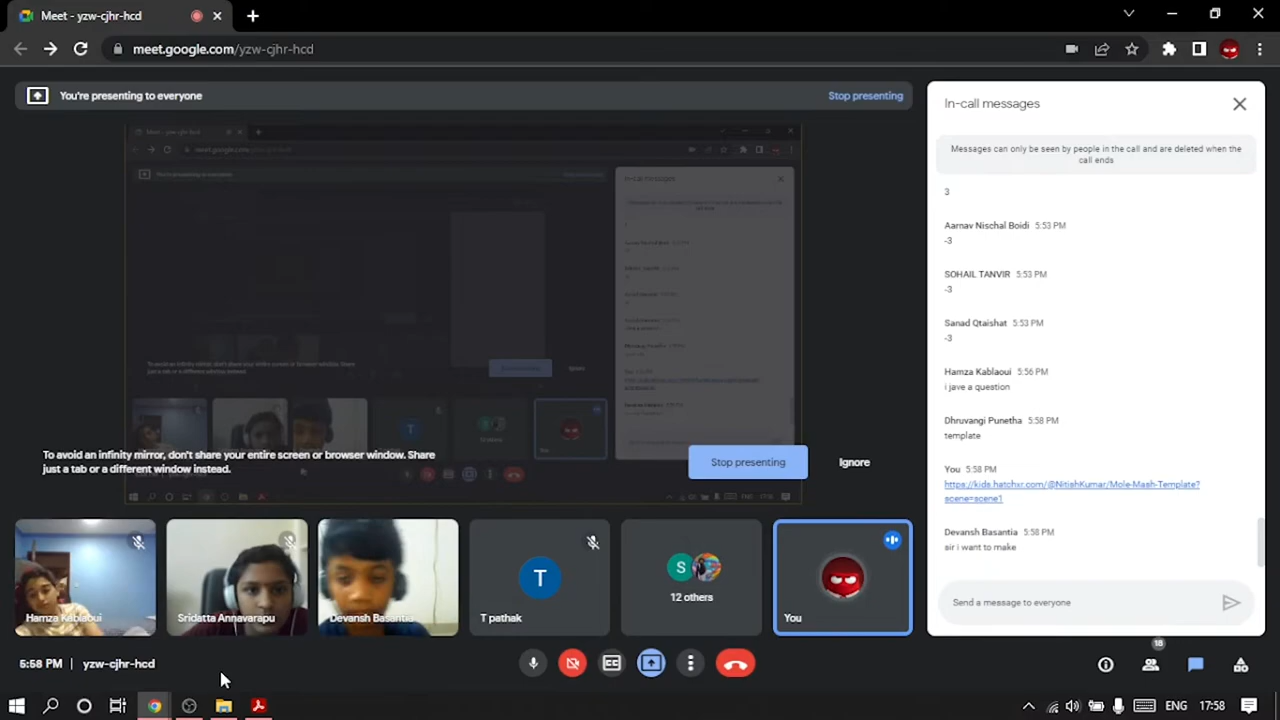 Meet - yzw-cjhr-hcd
meet.google.com/yzw-cjhr-hcd
You're presenting to everyone
Stop presenting
In-call messages
Messages can only be seen by people in the call and are deleted when the
call ends
3
Aarnav Nischal Boidi 5:53 PM
-3
SOHAIL TANVIR 5:53 PM
-3
Sanad Qtaishat 5:53 PM
-3
Hamza Kablaoui 5:56 PM
i jave a question
Dhruvangi Punetha 5:58 PM
template
You 5:58 PM
https://kids.hatchxr.com/@NitishKumar/Mole-Mash-Template?
scene=scene1
Devansh Basantia 5:58 PM
sir i want to make
Send a message to everyone
To avoid an infinity mirror, don't share your entire screen or browser window. Share
just a tab or a different window instead.
Stop presenting
Ignore
Hamza Kablaoui
Sridatta Annavarapu
Devansh Basantia
T
T pathak
S
12 others
You
5:58 PM | yzw-cjhr-hcd
18
ENG
17:58